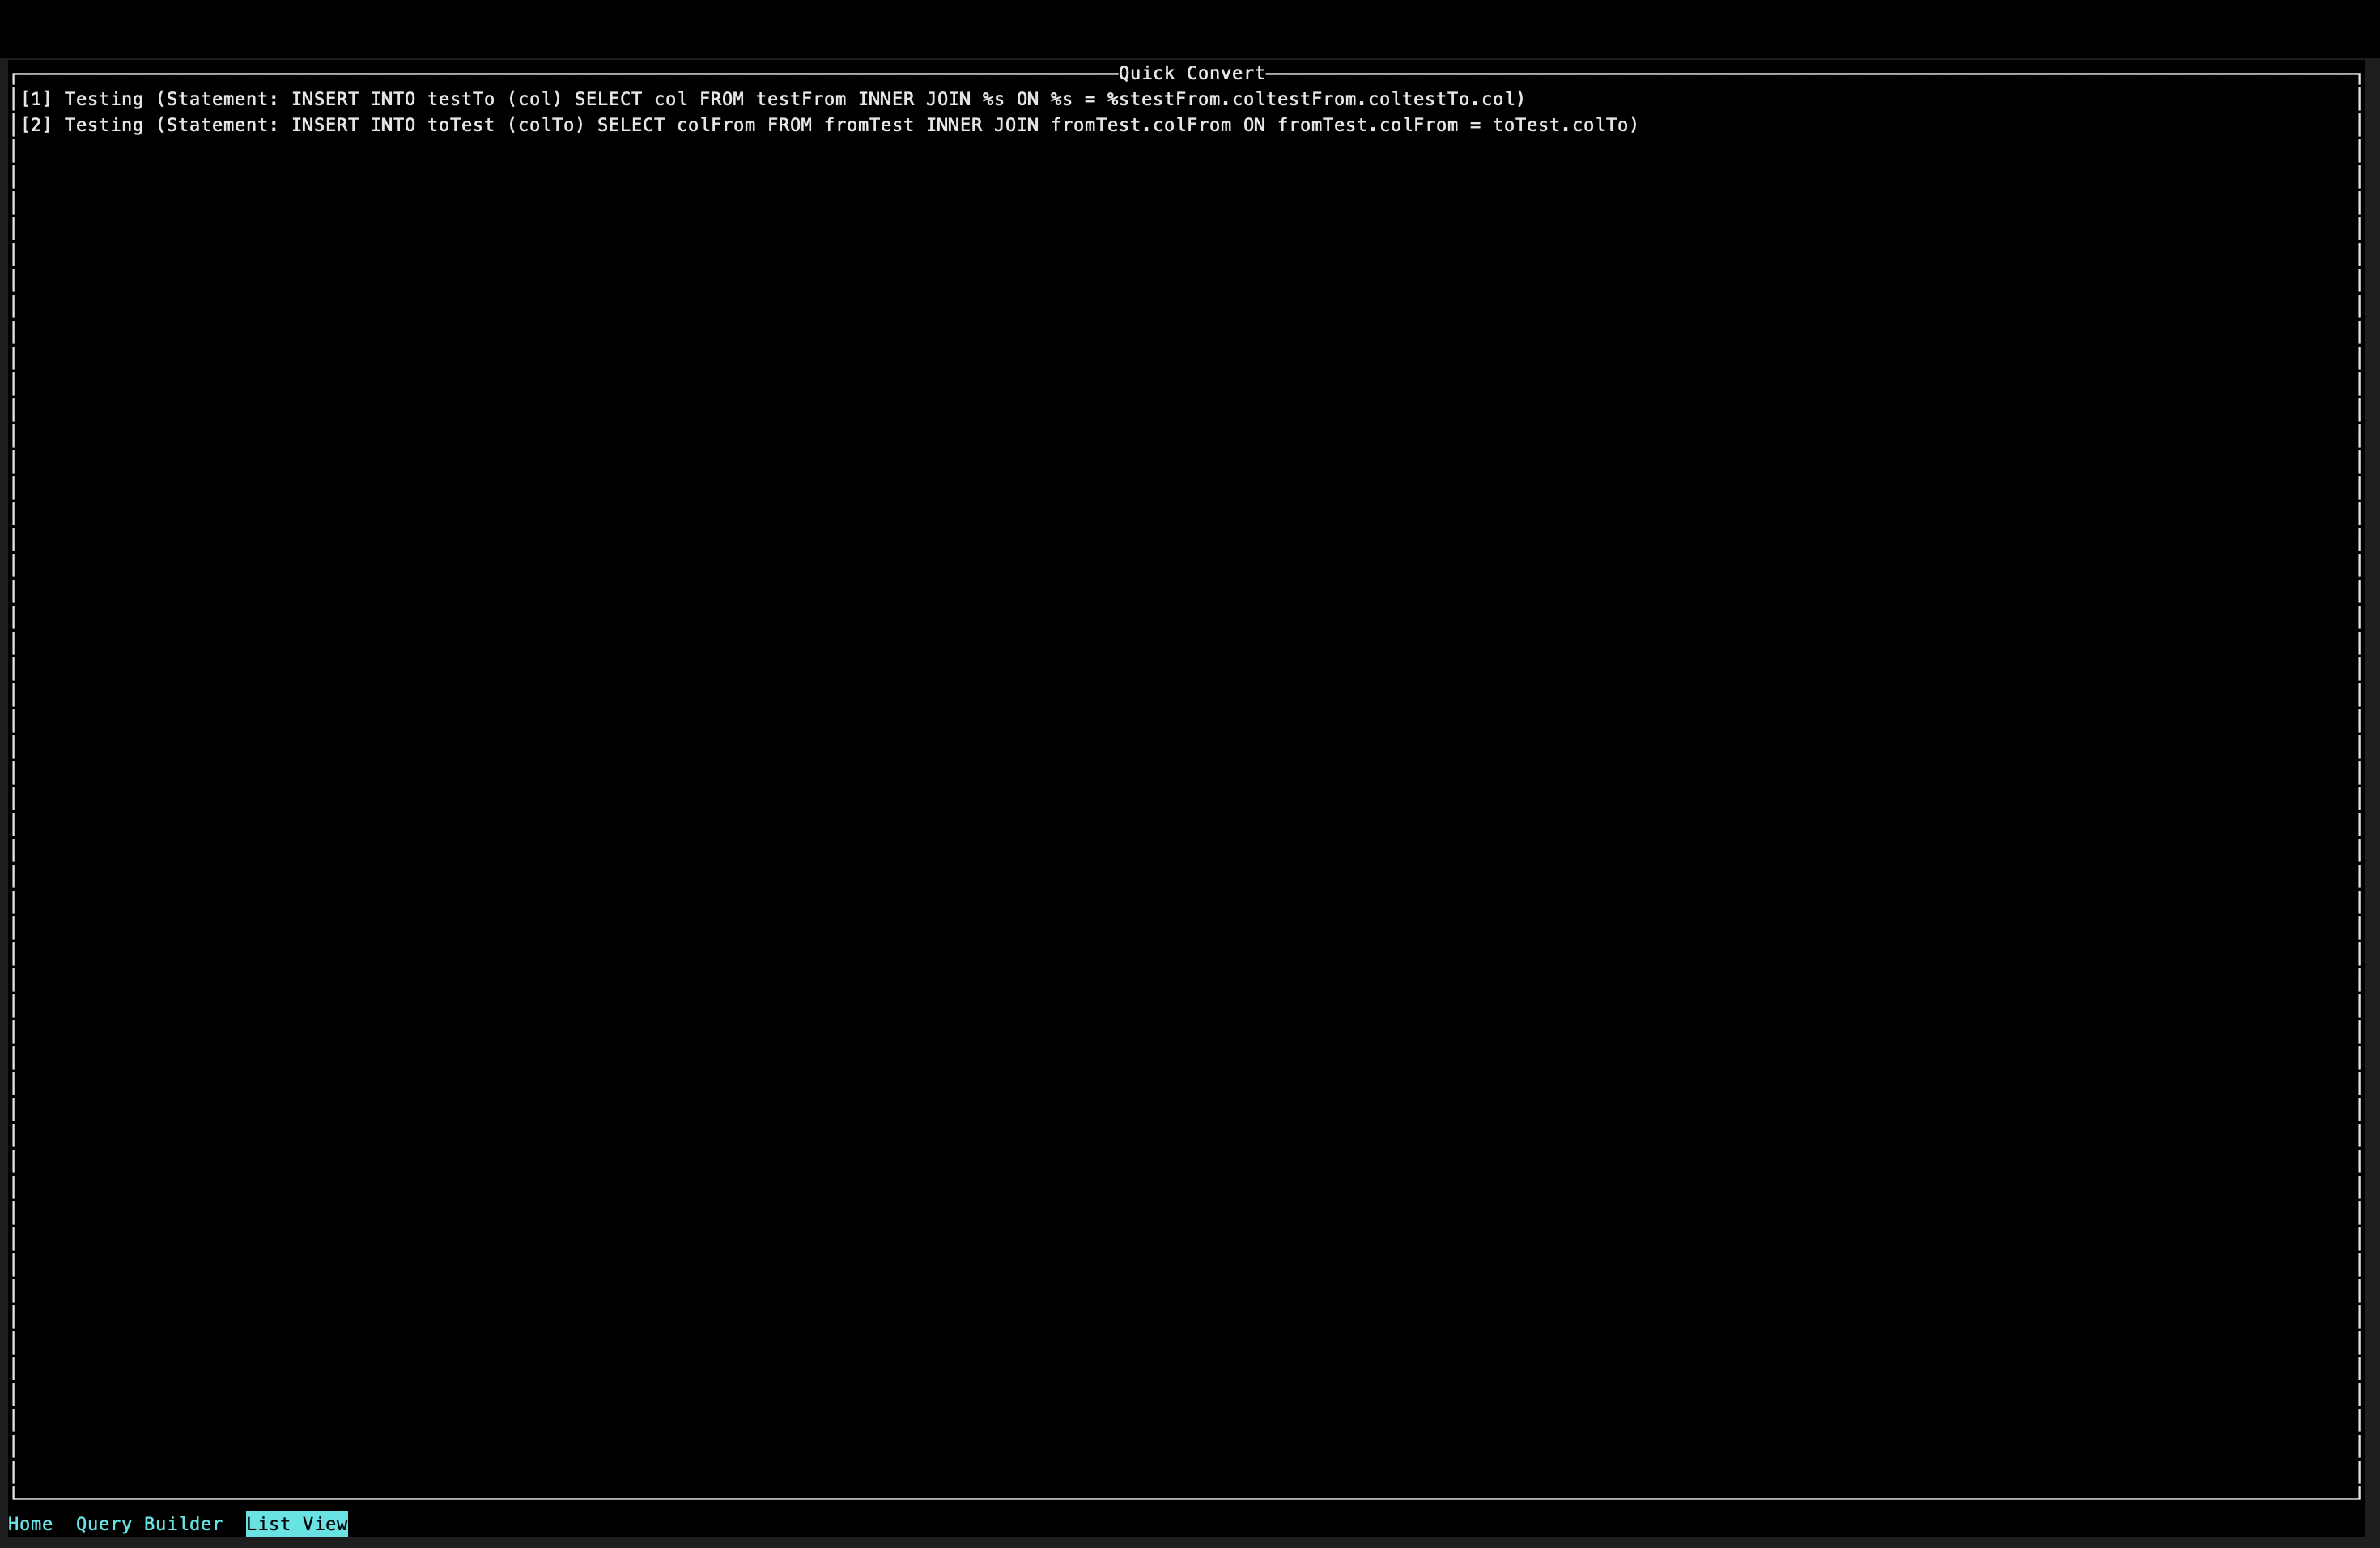 Quick Convert
[1] Testing (Statement: INSERT INTO testTo (col) SELECT col FROM testFrom INNER JOIN %s ON %s = %stestFrom.coltestFrom.coltestTo.col)
[2] Testing (Statement: INSERT INTO toTest (colTo) SELECT colFrom FROM fromTest INNER JOIN fromTest.colFrom ON fromTest.colFrom = toTest.colTo)
Home Query Builder List View